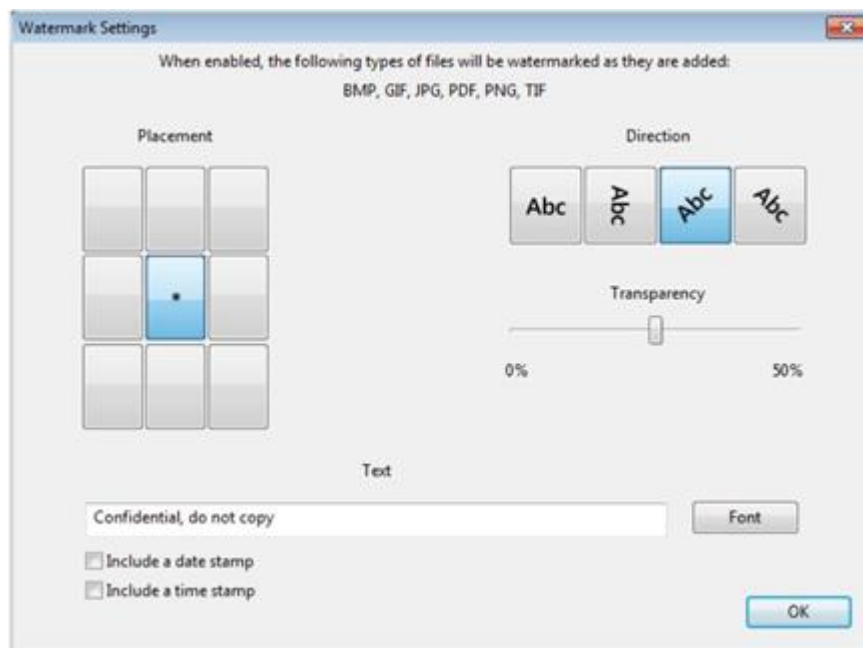 Watermark Settings
When enabled, the following types of files will be watermarked as they are added:
BMP, GIF, JPG, PDF, PNG, TIF
Placement
Direction
Abc
Abc
Abc
Abc
Transparency
0%
50%
Text
Confidential, do not copy
Font
Include a date stamp
Include a time stamp
OK